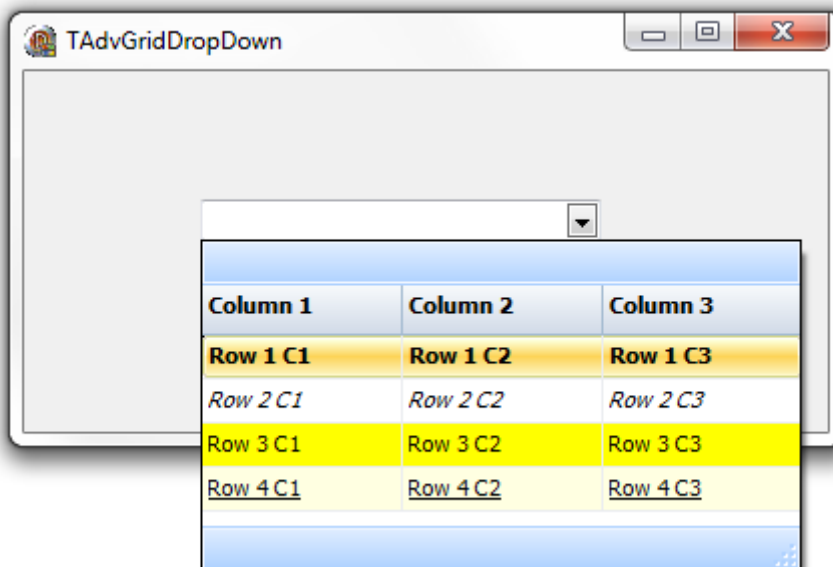 TAdvGridDropDown
Column 1 Column 2 Column 3
Row 1 C1 Row 1 C2 Row 1 C3
Row 2 C1 Row 2 C2 Row 2 C3
Row 3 C1 Row 3 C2 Row 3 C3
Row 4 C1 Row 4 C2 Row 4 C3